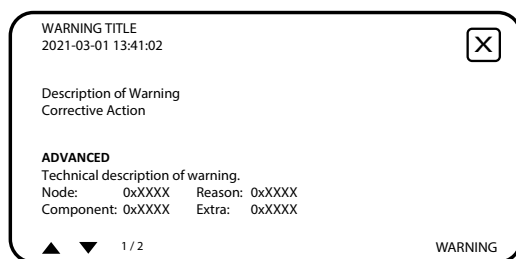 WARNING TITLE
2021-03-01 13:41:02
X
Description of Warning
Corrective Action
ADVANCED
Technical description of warning.
Node: 0xXXXX Reason: 0xXXXX
Component: 0xXXXX Extra: 0xXXXX
1 / 2
WARNING